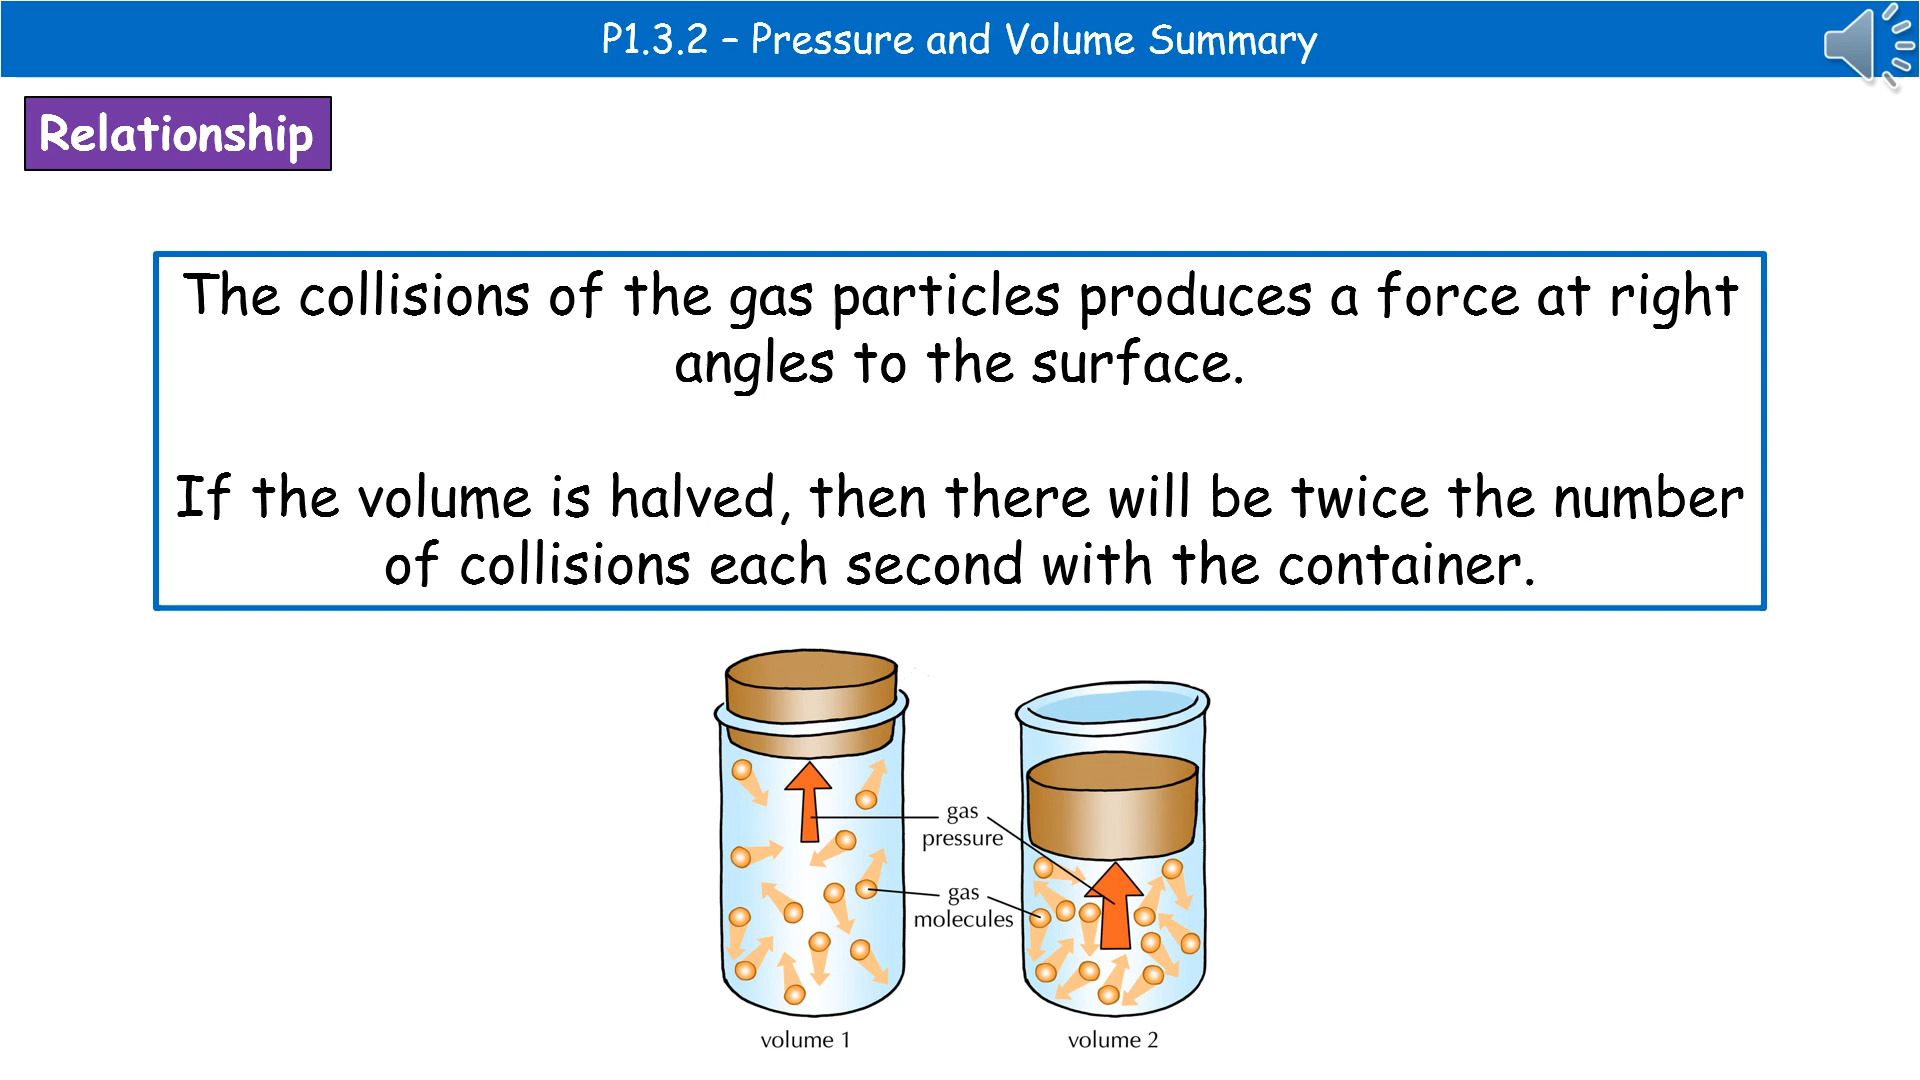 P1.3.2 – Pressure and Volume Summary
Relationship
The collisions of the gas particles produces a force at right
angles to the surface.
If the volume is halved, then there will be twice the number
of collisions each second with the container.
gas
pressure
gas
molecules
volume 1
volume 2